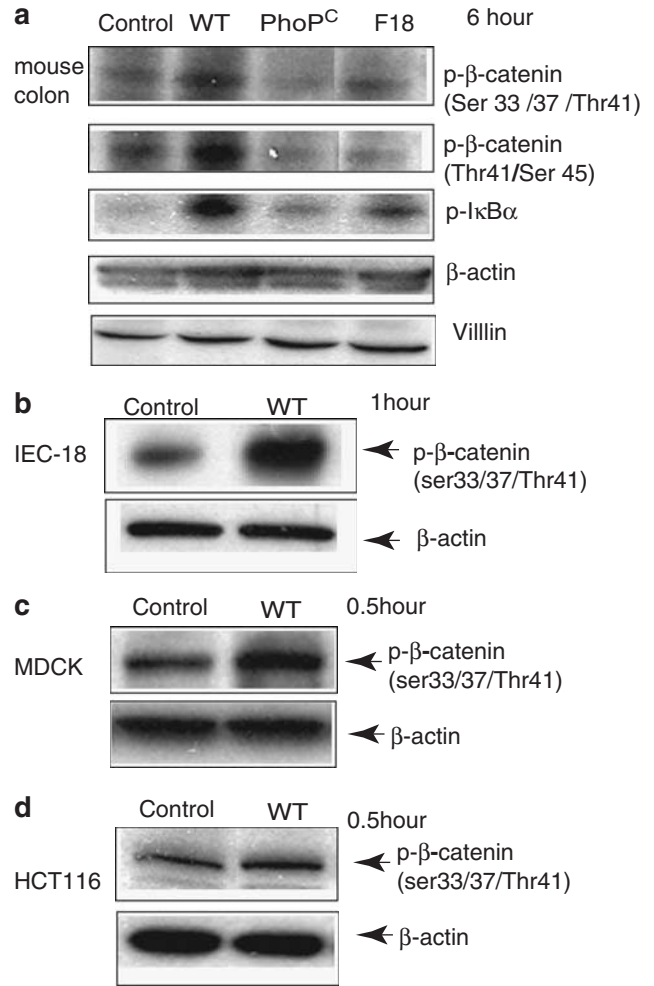 a
Control WT PhoPC F18 6 hour
mouse
colon
p-β-catenin
(Ser 33 /37 /Thr41)
p-β-catenin
(Thr41/Ser 45)
p-IκBα
β-actin
Villlin
b
Control WT 1hour
IEC-18
p-β-catenin
(ser33/37/Thr41)
β-actin
c
Control WT 0.5hour
MDCK
p-β-catenin
(ser33/37/Thr41)
β-actin
d
Control WT 0.5hour
HCT116
p-β-catenin
(ser33/37/Thr41)
β-actin